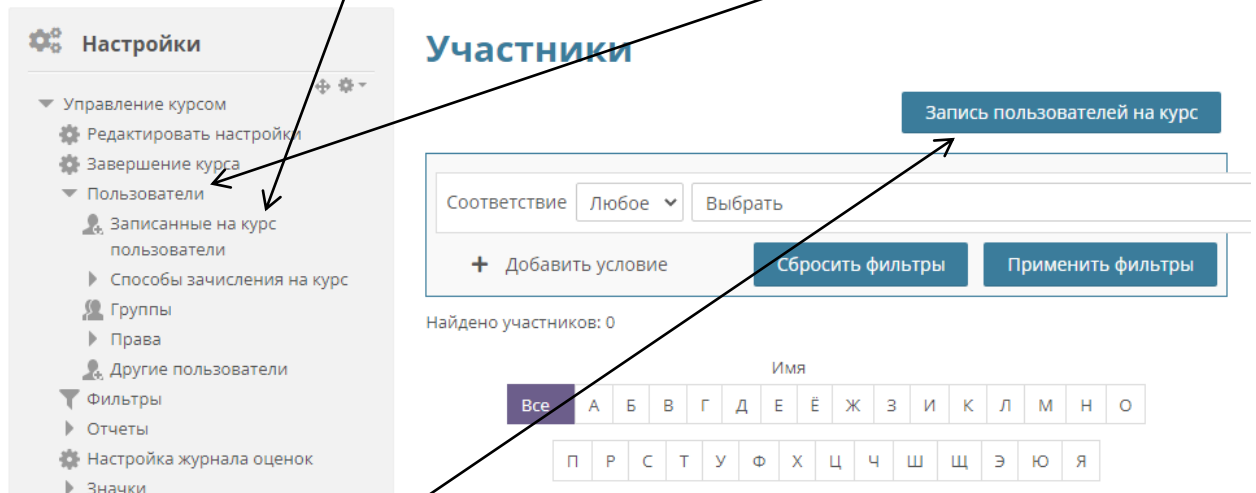 Настройки
Управление курсом
Редактировать настройки
Завершение курса
Пользователи
Записанные на курс
пользователи
Способы зачисления на курс
Группы
Права
Другие пользователи
Фильтры
Отчеты
Настройка журнала оценок
Значки
Участники
Запись пользователей на курс
Соответствие Любое Выбрать
+ Добавить условие Сбросить фильтры Применить фильтры
Найдено участников: 0
Имя
Все А Б В Г Д Е Ё Ж З И К Л М Н О
П Р С Т У Ф Х Ц Ч Ш Щ Э Ю Я